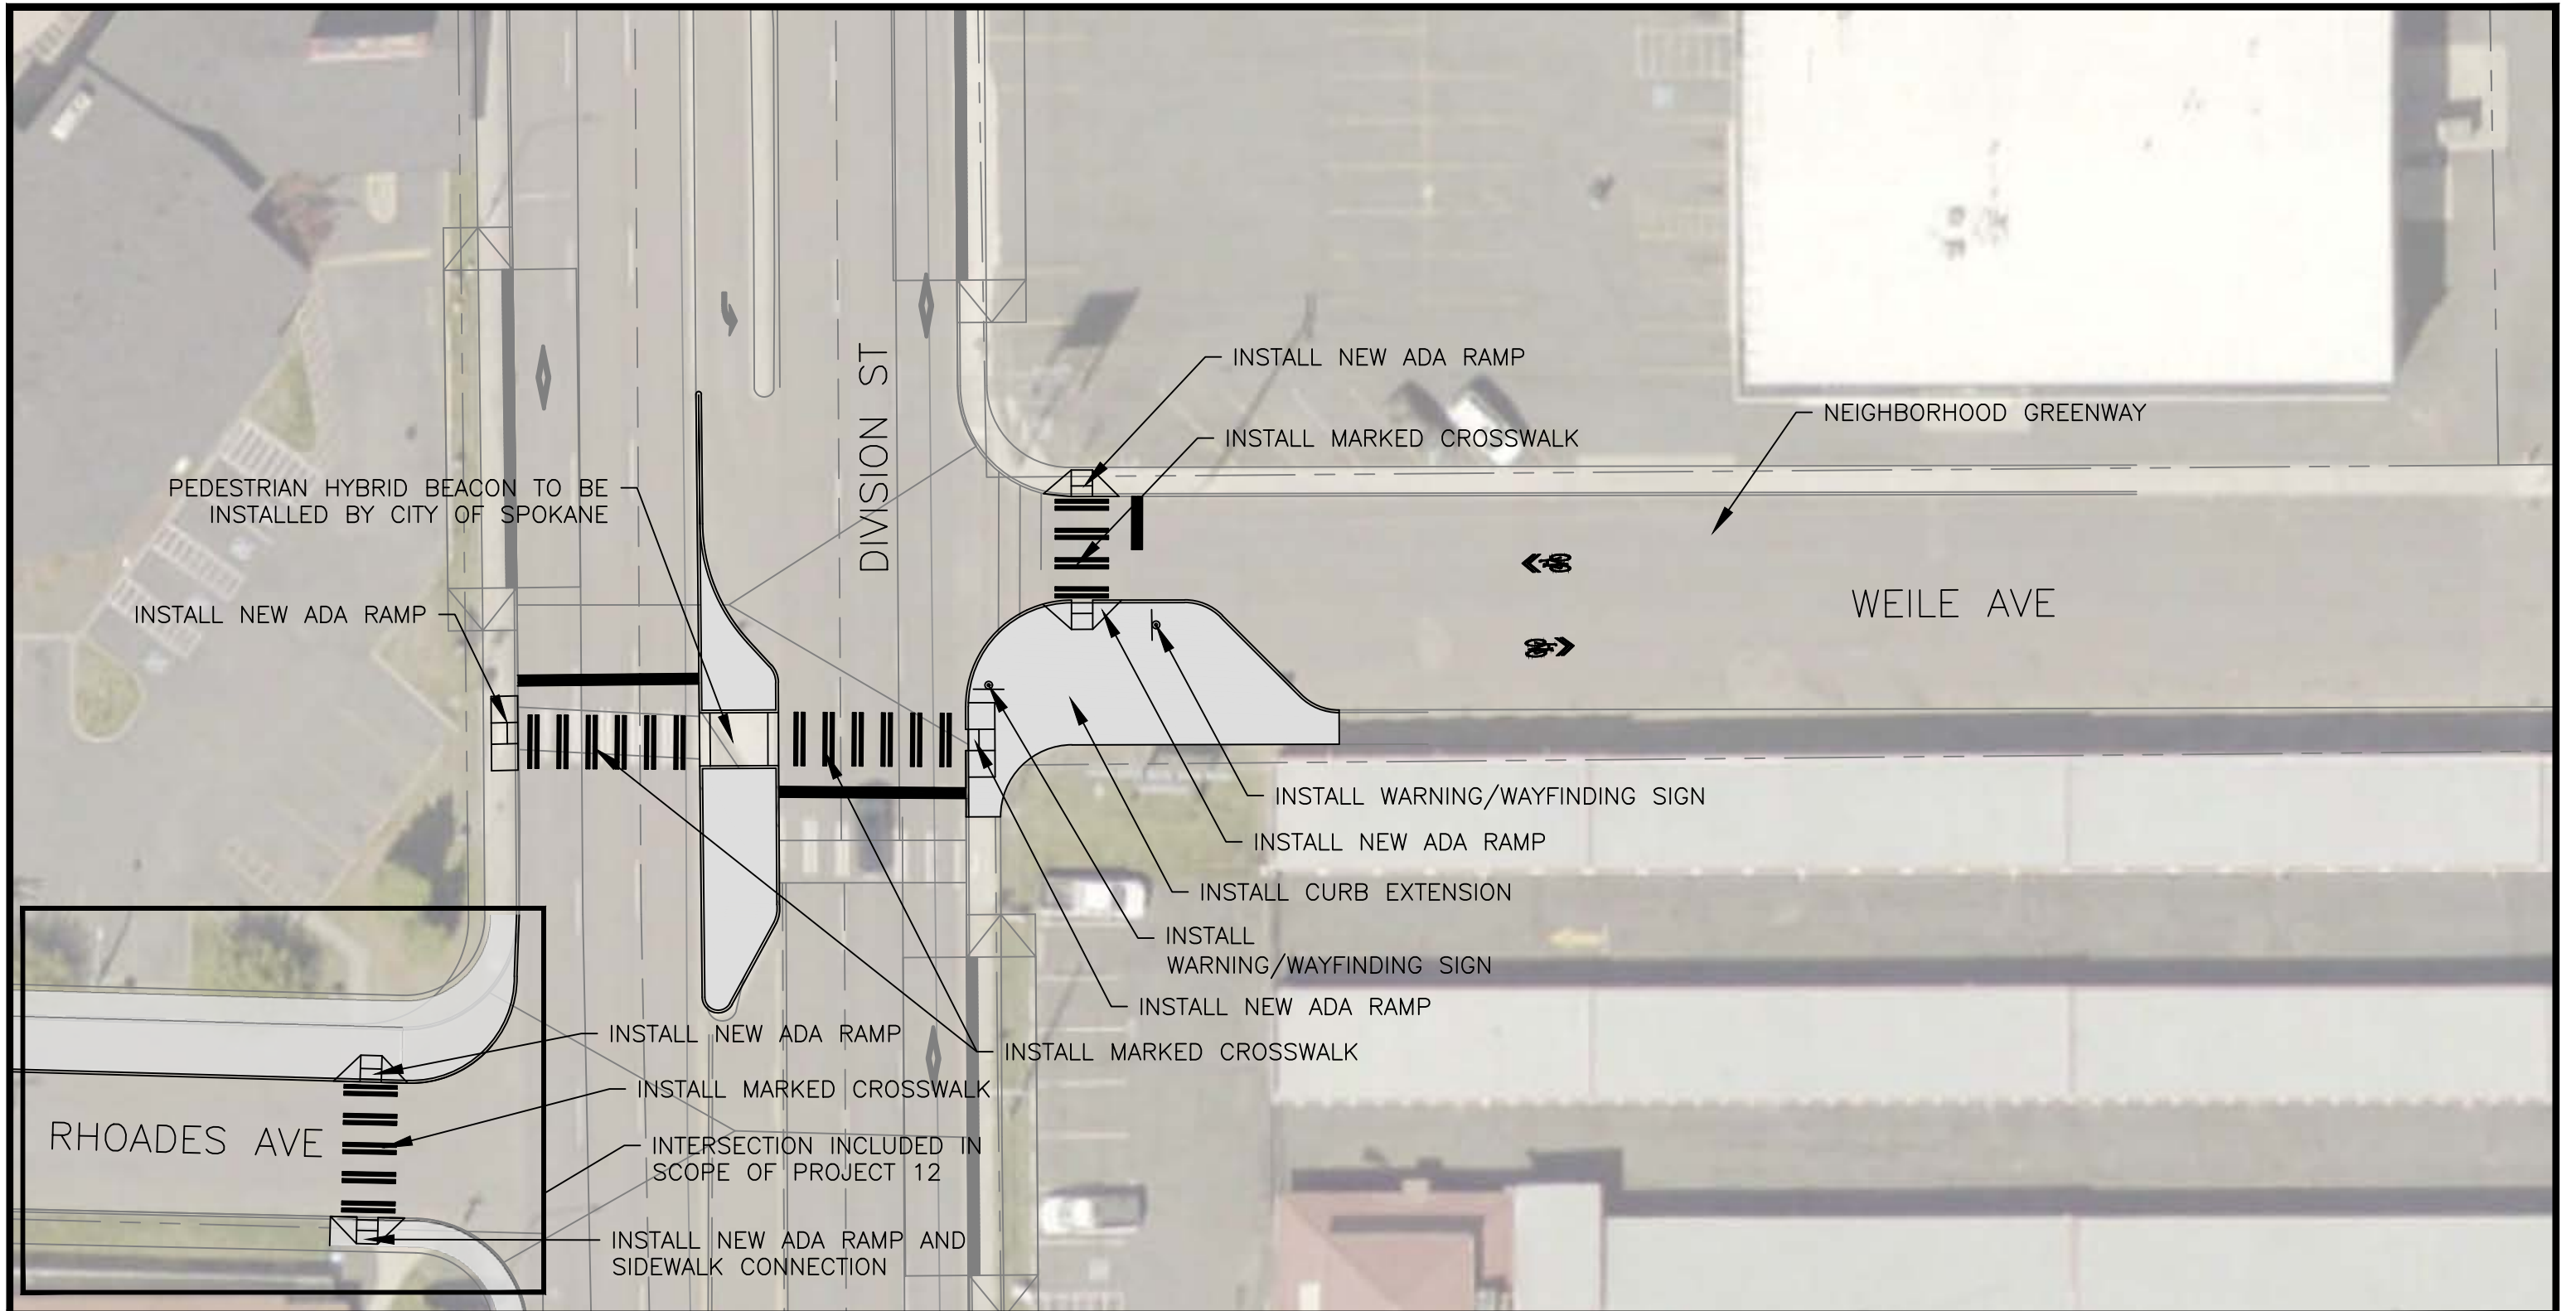 DIVISION ST
INSTALL NEW ADA RAMP
INSTALL MARKED CROSSWALK
NEIGHBORHOOD GREENWAY
PEDESTRIAN HYBRID BEACON TO BE
INSTALLED BY CITY OF SPOKANE
INSTALL NEW ADA RAMP
WEILE AVE
INSTALL WARNING/WAYFINDING SIGN
INSTALL NEW ADA RAMP
INSTALL CURB EXTENSION
INSTALL
WARNING/WAYFINDING SIGN
INSTALL NEW ADA RAMP
INSTALL MARKED CROSSWALK
INSTALL NEW ADA RAMP
INSTALL MARKED CROSSWALK
RHOADES AVE
INTERSECTION INCLUDED IN
SCOPE OF PROJECT 12
INSTALL NEW ADA RAMP AND
SIDEWALK CONNECTION